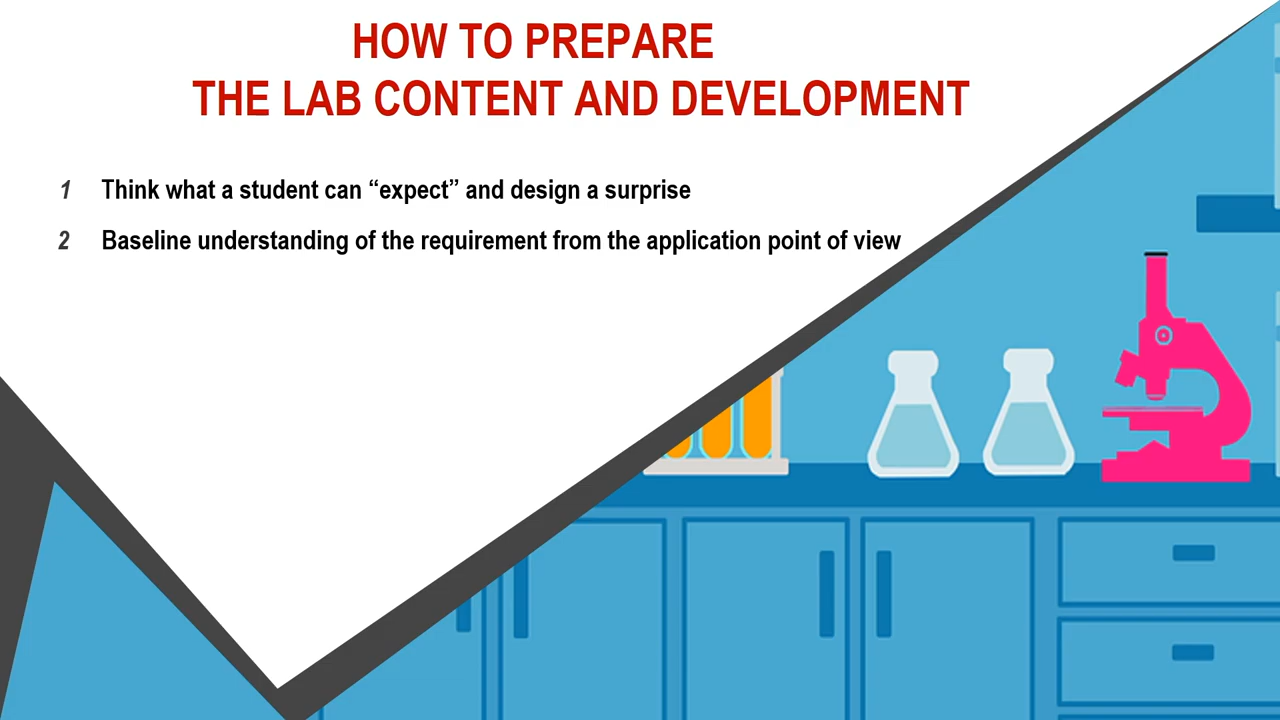 HOW TO PREPARE
THE LAB CONTENT AND DEVELOPMENT
1 Think what a student can “expect” and design a surprise
2 Baseline understanding of the requirement from the application point of view